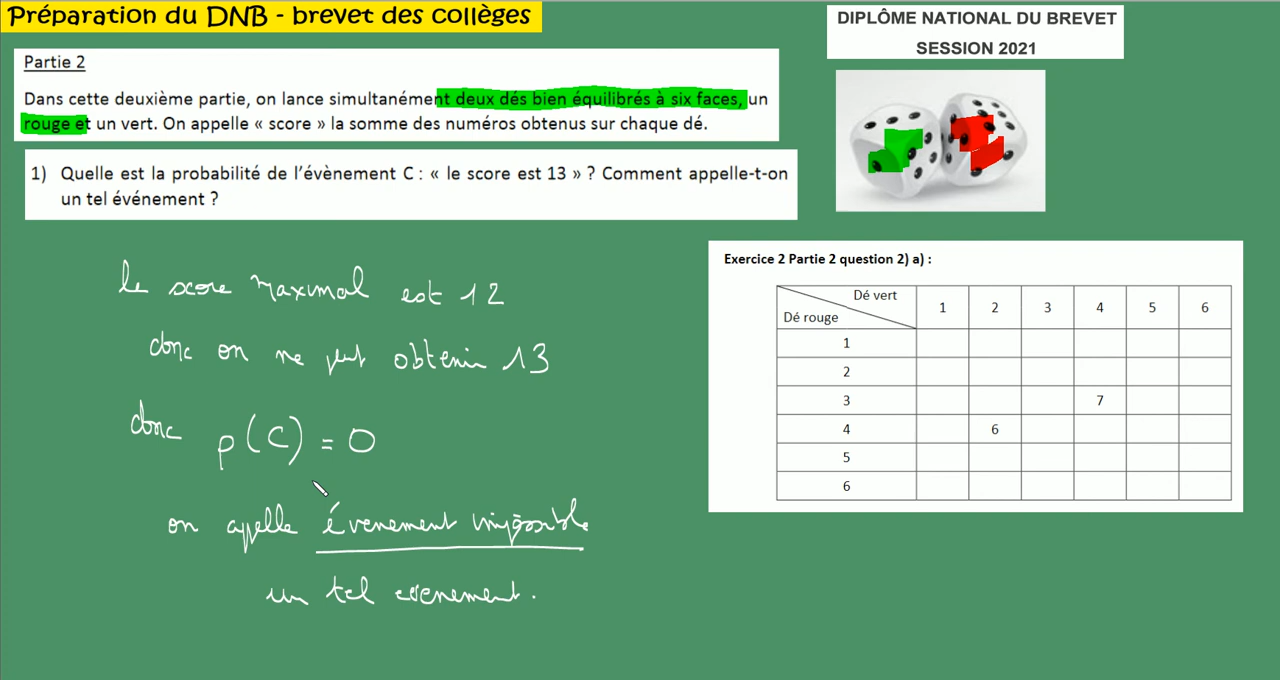 Préparation du DNB - brevet des collèges
DIPLÔME NATIONAL DU BREVET
SESSION 2021
Partie 2
Dans cette deuxième partie, on lance simultanément deux dés bien équilibrés à six faces, un
rouge et un vert. On appelle « score » la somme des numéros obtenus sur chaque dé.
1) Quelle est la probabilité de l'évènement C : « le score est 13 » ? Comment appelle-t-on
un tel événement ?
le score maximal est 12
donc on ne peut obtenir 13
donc p(C) = 0
on apelle évenement impossible
un tel evenement.
Exercice 2 Partie 2 question 2) a) :
Dé vert
Dé rouge
1 2 3 4 5 6
1
2
3 7
4 6
5
6